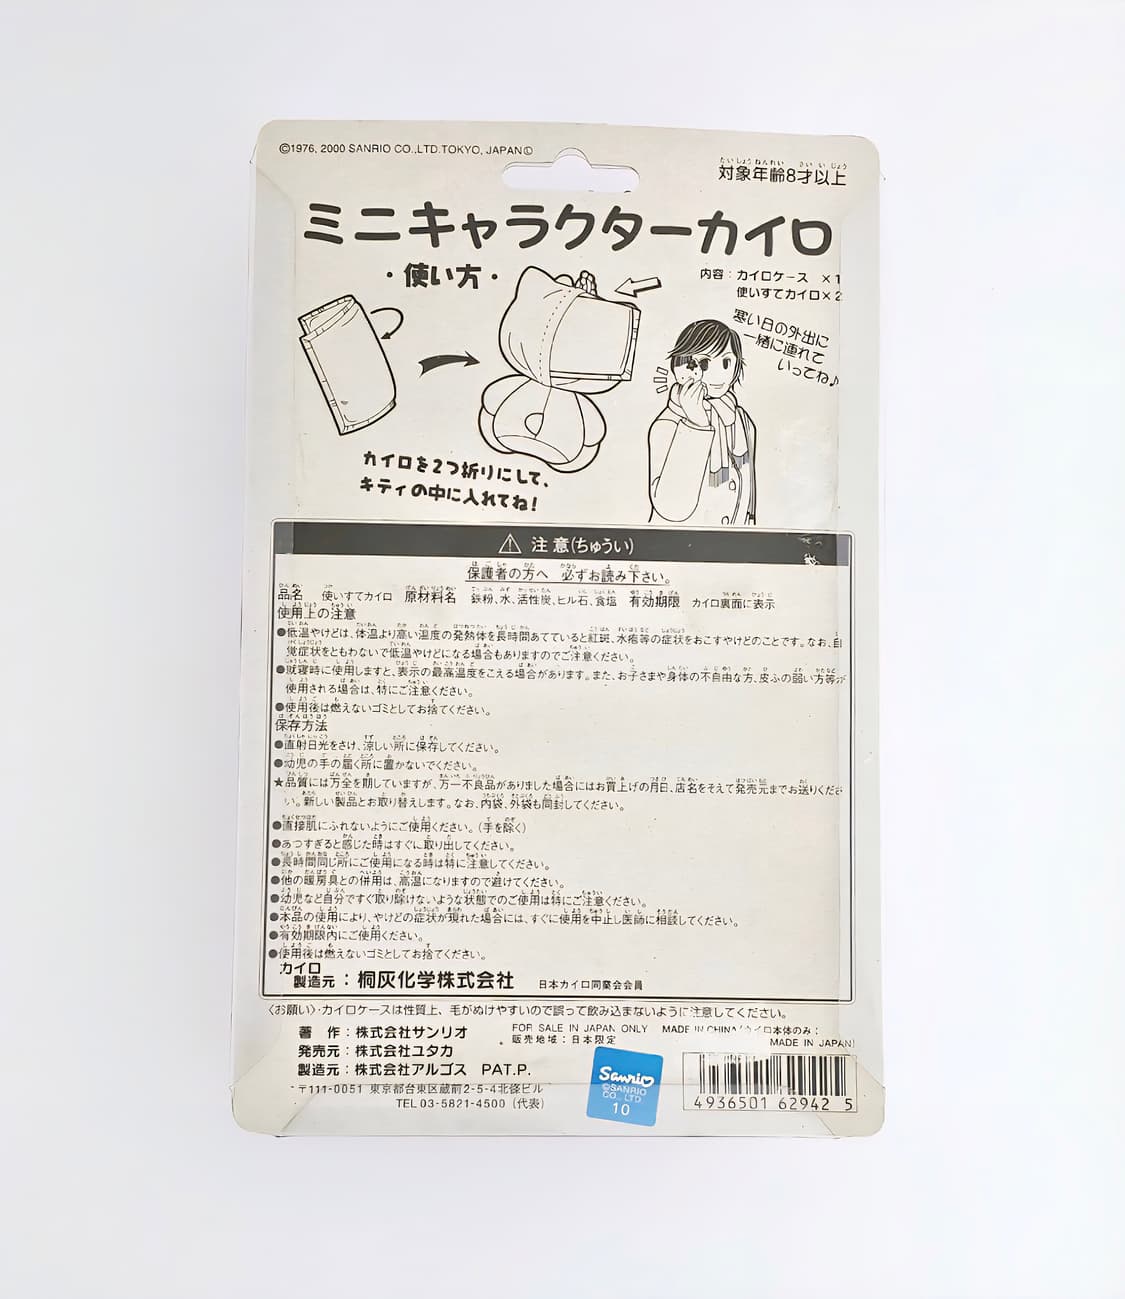 ©1976, 2000 SANRIO CO.,LTD.TOKYO, JAPANⓁ
対象年齢8才以上
ミニキャラクターカイロ
・使い方・
内容:カイロケース ×1
使いすてカイロ×2
寒い日の外出に
一緒に連れて
いってね♪
カイロを2つ折りにして、
キティの中に入れてね!
⚠ 注意(ちゅうい)
保護者の方へ 必ずお読み下さい。
品名 使いすてカイロ 原材料名 鉄粉、水、活性炭、ヒル石、食塩 有効期限 カイロ裏面に表示
使用上の注意
●低温やけどは、体温より高い温度の発熱体を長時間あてていると紅斑、水疱等の症状をおこすやけどのことです。なお、自
覚症状をともわないで低温やけどになる場合もありますのでご注意ください。
●就寝時に使用しますと、表示の最高温度をこえる場合があります。また、お子さまや身体の不自由な方、皮ふの弱い方等が
使用される場合は、特にご注意ください。
●使用後は燃えないゴミとしてお捨てください。
保存方法
●直射日光をさけ、涼しい所に保存してください。
●幼児の手の届く所に置かないでください。
★品質には万全を期していますが、万一不良品がありました場合にはお買上げの月日、店名をそえて発売元までお送りくださ
い。新しい製品とお取り替えします。なお、内袋、外袋も同封してください。
●直接肌にふれないようにご使用ください。(手を除く)
●あつすぎると感じた時はすぐに取り出してください。
●長時間同じ所にご使用になる時は特に注意してください。
●他の暖房具との併用は、高温になりますので避けてください。
●幼児など自分ですぐ取り除けないような状態でのご使用は特にご注意ください。
●本品の使用により、やけどの症状が現れた場合には、すぐに使用を中止し医師に相談してください。
●有効期限内にご使用ください。
●使用後は燃えないゴミとしてお捨てください。
カイロ
製造元:桐灰化学株式会社 日本カイロ同業会会員
〈お願い〉・カイロケースは性質上、毛がぬけやすいので誤って飲み込まないように注意してください。
著 作:株式会社サンリオ
発売元:株式会社ユタカ
製造元:株式会社アルゴス PAT.P.
〒111-0051 東京都台東区蔵前2-5-4北條ビル
TEL 03-5821-4500(代表)
FOR SALE IN JAPAN ONLY MADE IN CHINA(カイロ本体のみ:
販売地域:日本限定 MADE IN JAPAN)
Sanrio
©SANRIO
CO., LTD
10
4936501 62942 5